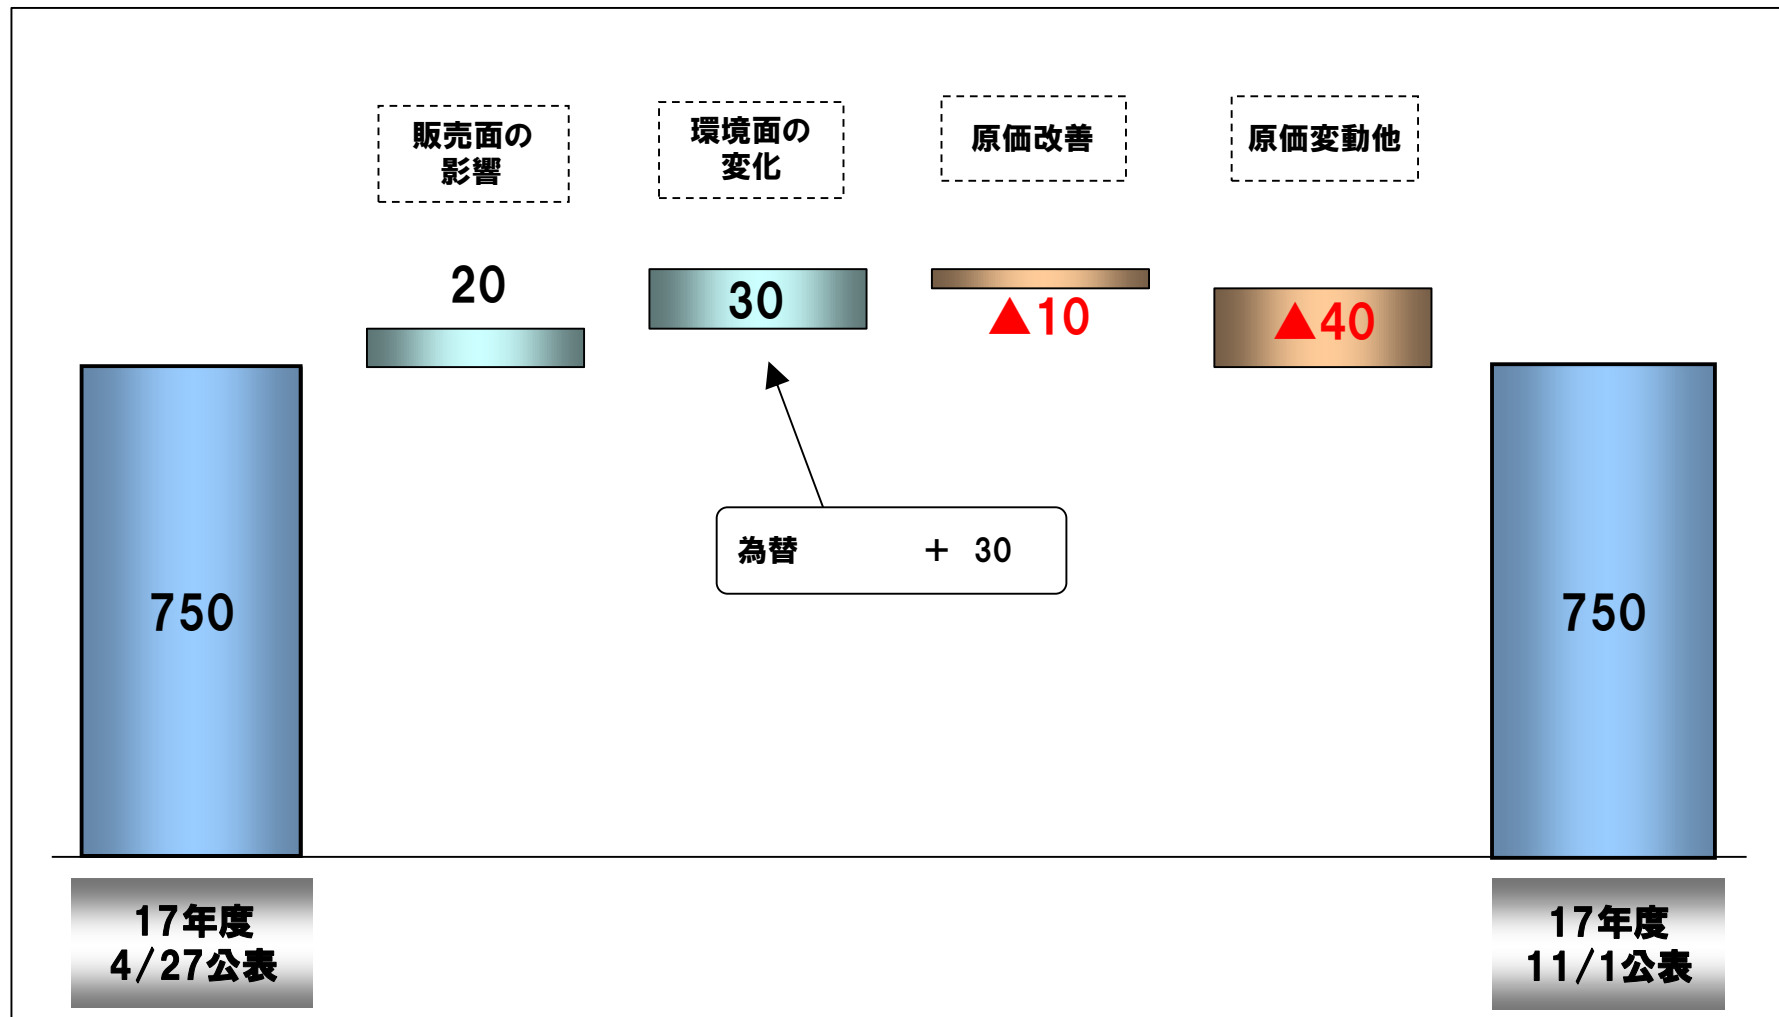 販売面の
影響
環境面の
変化
原価改善
原価変動他
20
30
▲10
▲40
為替 + 30
750
750
17年度
4/27公表
17年度
11/1公表